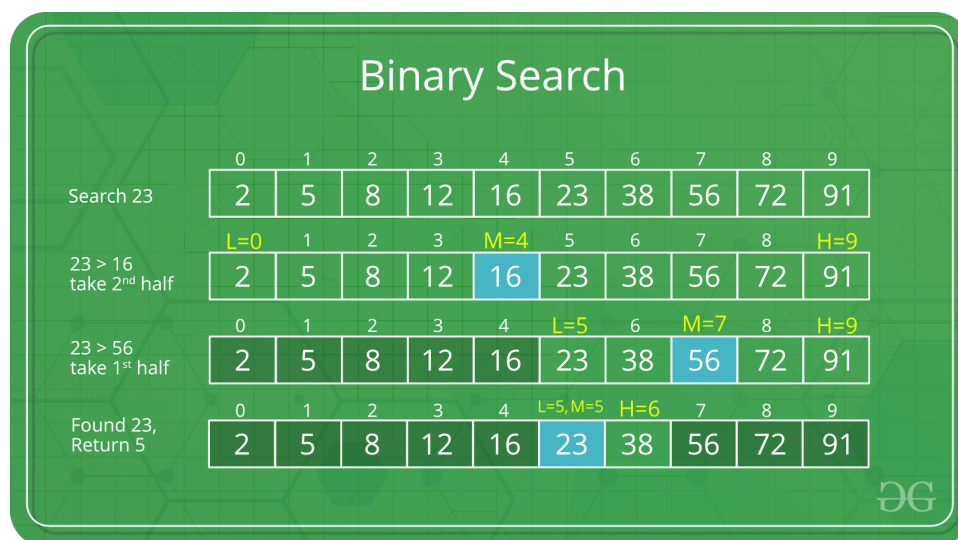 Binary Search
0 1 2 3 4 5 6 7 8 9
Search 23 2 5 8 12 16 23 38 56 72 91
L=0 1 2 3 M=4 5 6 7 8 H=9
23 > 16
take 2nd half 2 5 8 12 16 23 38 56 72 91
0 1 2 3 4 L=5 6 M=7 8 H=9
23 > 56
take 1st half 2 5 8 12 16 23 38 56 72 91
0 1 2 3 4 L=5, M=5 H=6 7 8 9
Found 23,
Return 5 2 5 8 12 16 23 38 56 72 91